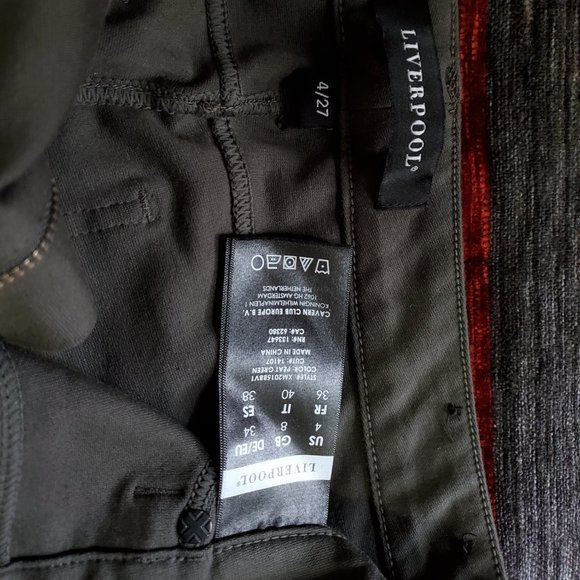 LIVERPOOL®
4/27
LIVERPOOL®
US GB DE/EU
4 8 34
FR IT ES
36 40 38
STYLE#: XM2015BBV1
COLOR: PEAT GREEN
CUT#: 14107
MADE IN CHINA
RN#: 133647
CA#: 62380
CAVERN CLUB EUROPE B.V.
KONINGIN WILHELMINAPLEIN 1
1062 HG AMSTERDAM
THE NETHERLANDS